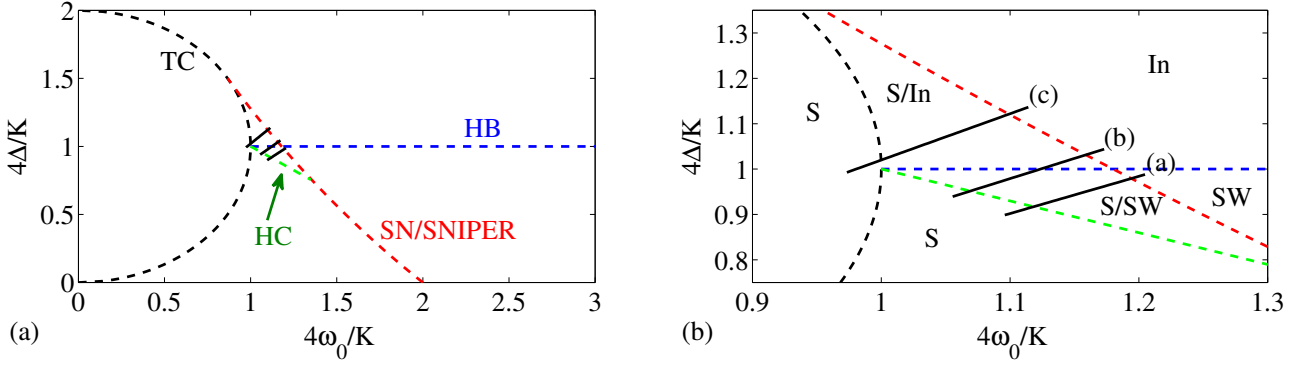 2
1.5
1
0.5
0
0
0.5
1
1.5
2
2.5
3
4Δ/K
4ω0/K
TC
HB
HC
SN/SNIPER
(a)
1.3
1.2
1.1
1
0.9
0.8
0.9
1
1.1
1.2
1.3
4Δ/K
4ω0/K
In
S/In
S
(c)
(b)
(a)
S/SW
SW
S
(b)